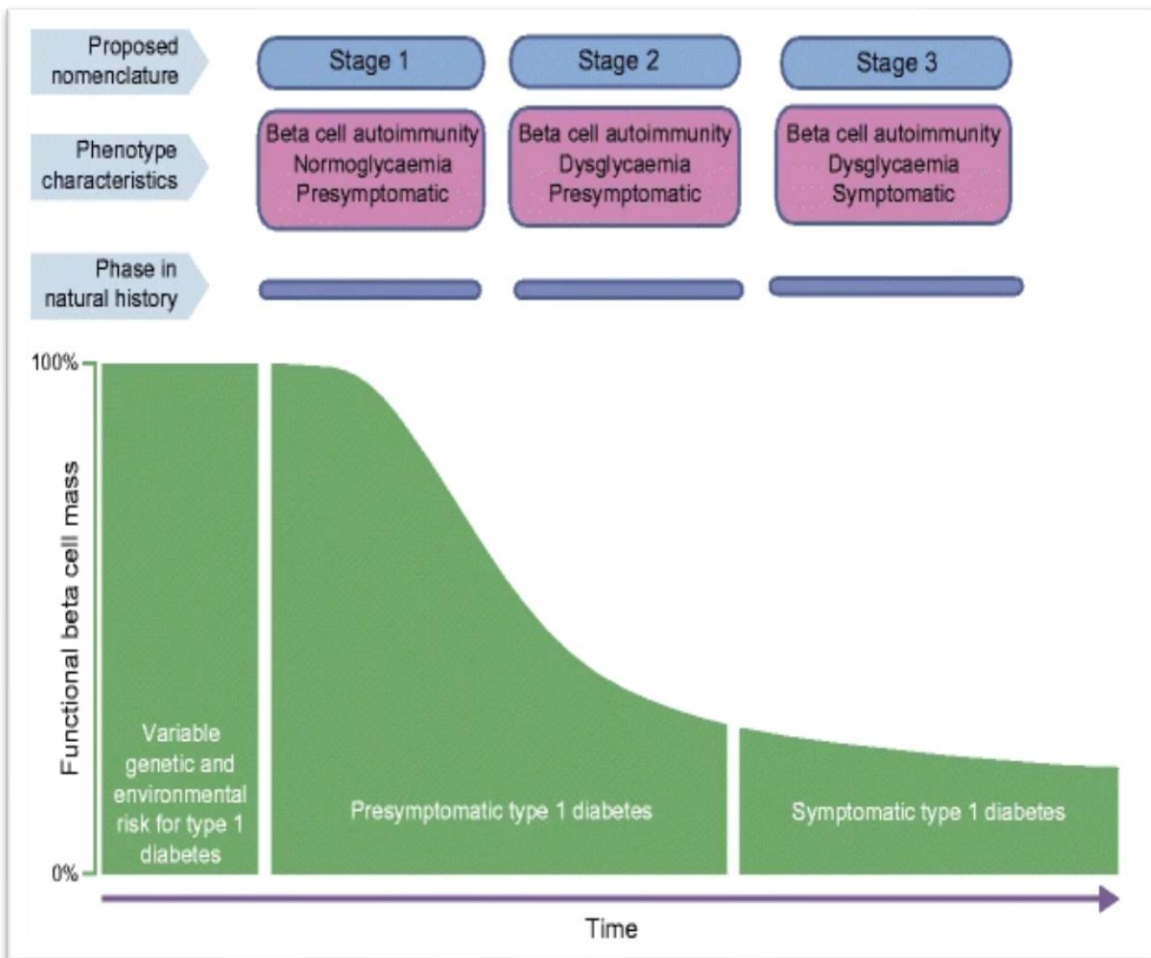 Proposed
nomenclature
Stage 1
Stage 2
Stage 3
Phenotype
characteristics
Beta cell autoimmunity
Normoglycaemia
Presymptomatic
Beta cell autoimmunity
Dysglycaemia
Presymptomatic
Beta cell autoimmunity
Dysglycaemia
Symptomatic
Phase in
natural history
100%
Functional beta cell mass
0%
Variable
genetic and
environmental
risk for type 1
diabetes
Presymptomatic type 1 diabetes
Symptomatic type 1 diabetes
Time